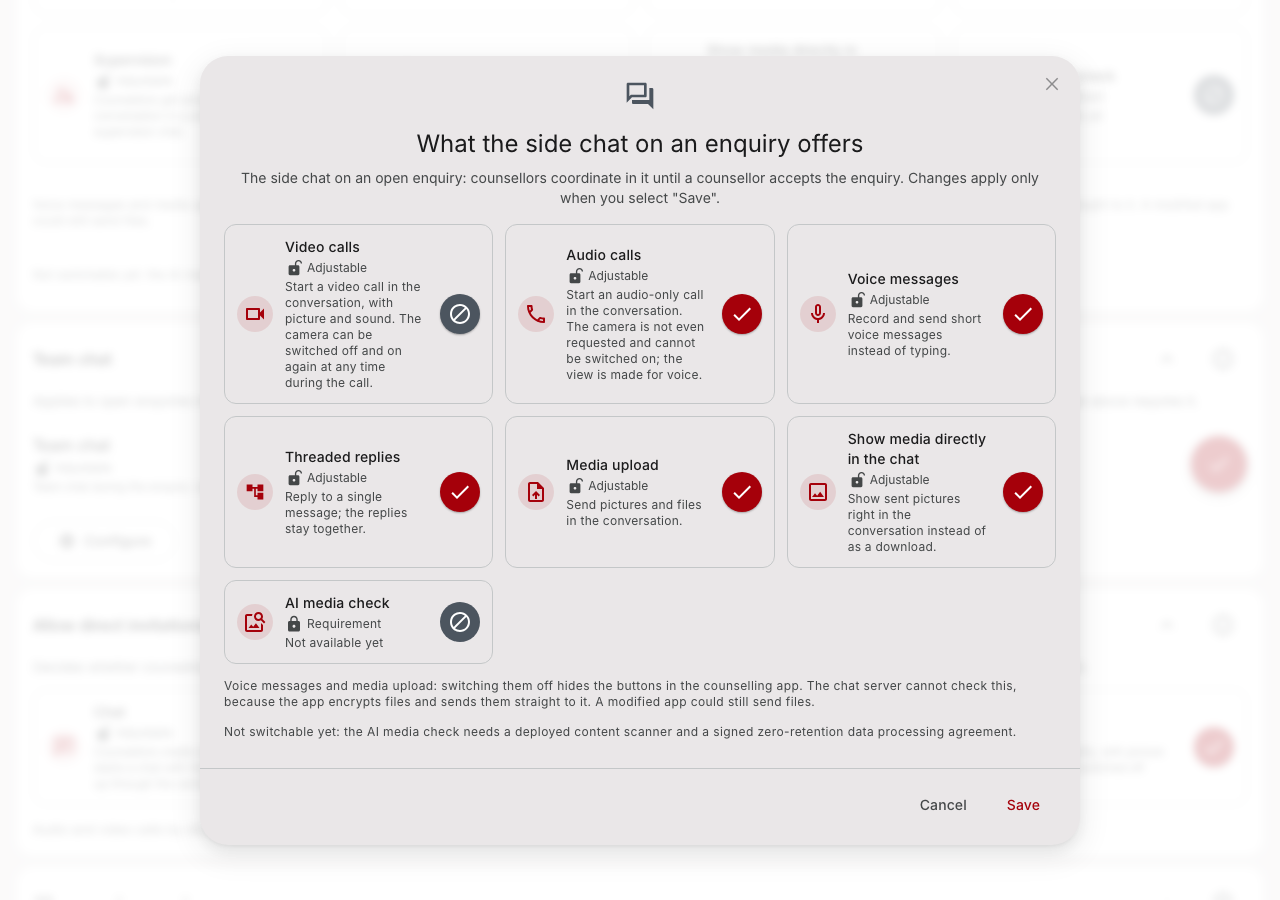 What the side chat on an enquiry offers
The side chat on an open enquiry: counsellors coordinate in it until a counsellor accepts the enquiry. Changes apply only
when you select "Save".
Video calls
Adjustable
Start a video call in the
conversation, with
picture and sound. The
camera can be
switched off and on
again at any time
during the call.
Audio calls
Adjustable
Start an audio-only call
in the conversation.
The camera is not even
requested and cannot
be switched on; the
view is made for voice.
Voice messages
Adjustable
Record and send short
voice messages
instead of typing.
Threaded replies
Adjustable
Reply to a single
message; the replies
stay together.
Media upload
Adjustable
Send pictures and files
in the conversation.
Show media directly
in the chat
Adjustable
Show sent pictures
right in the
conversation instead of
as a download.
AI media check
Requirement
Not available yet
Voice messages and media upload: switching them off hides the buttons in the counselling app. The chat server cannot check this,
because the app encrypts files and sends them straight to it. A modified app could still send files.
Not switchable yet: the AI media check needs a deployed content scanner and a signed zero-retention data processing agreement.
Cancel
Save
Team chat
Team chat
Configure